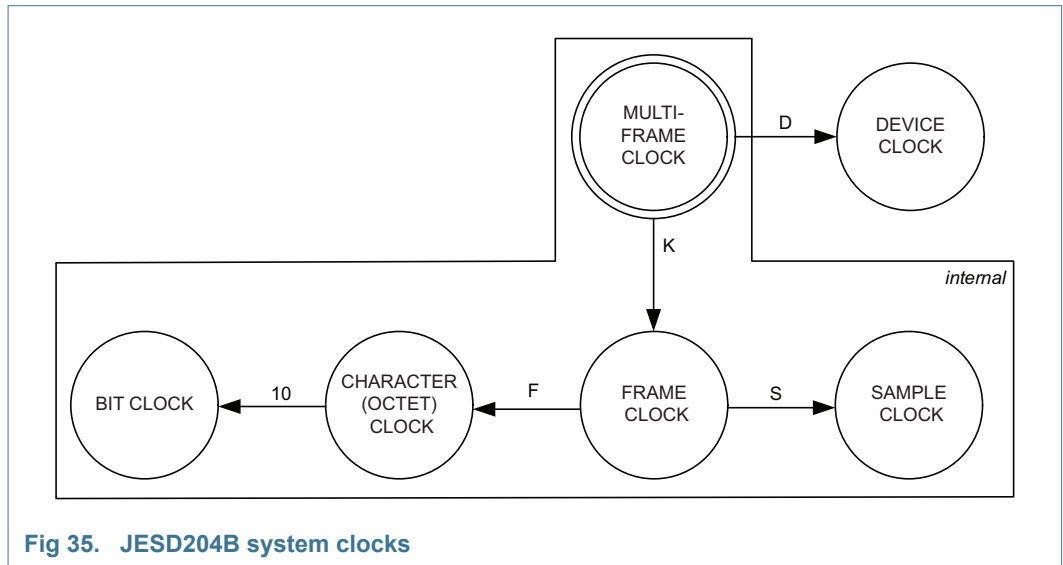 MULTI-
FRAME
CLOCK
D
DEVICE
CLOCK
K
internal
BIT CLOCK
10
CHARACTER
(OCTET)
CLOCK
F
FRAME
CLOCK
S
SAMPLE
CLOCK
Fig 35. JESD204B system clocks